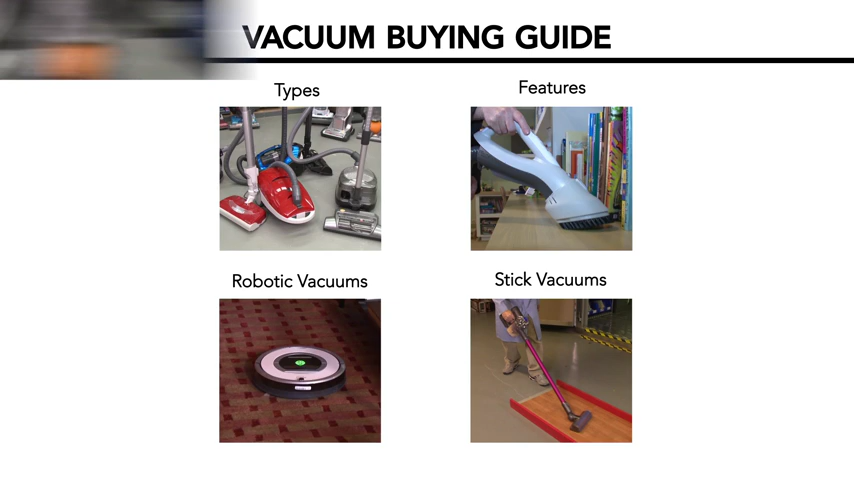 VACUUM BUYING GUIDE
Types
Features
Robotic Vacuums
Stick Vacuums